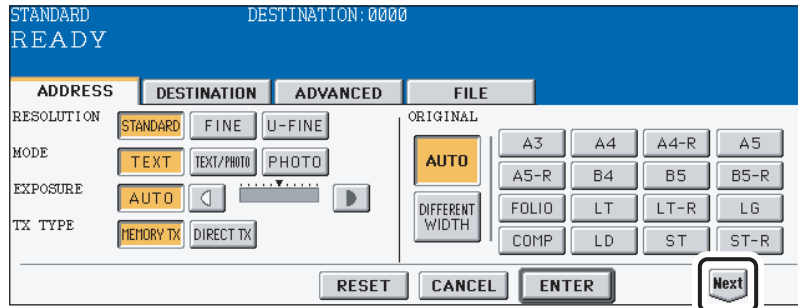 STANDARD DESTINATION:0000
READY
ADDRESS DESTINATION ADVANCED FILE
RESOLUTION STANDARD FINE U-FINE
MODE TEXT TEXT/PHOTO PHOTO
EXPOSURE AUTO
TX TYPE MEMORY TX DIRECT TX
ORIGINAL
AUTO
DIFFERENT
WIDTH
A3 A4 A4-R A5
A5-R B4 B5 B5-R
FOLIO LT LT-R LG
COMP LD ST ST-R
RESET CANCEL ENTER Next